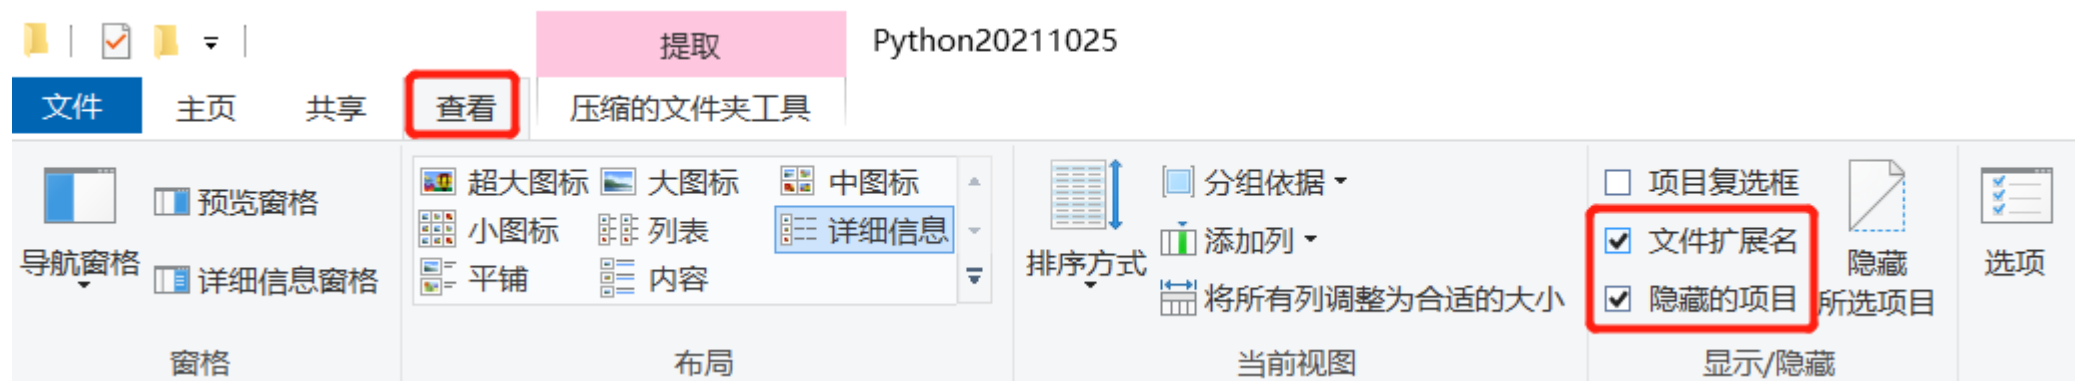 提取
Python20211025
文件
主页
共享
查看
压缩的文件夹工具
导航窗格
预览窗格
详细信息窗格
窗格
超大图标
大图标
中图标
小图标
列表
详细信息
平铺
内容
布局
排序方式
分组依据
添加列
将所有列调整为合适的大小
当前视图
项目复选框
文件扩展名
隐藏的项目
隐藏
所选项目
显示/隐藏
选项